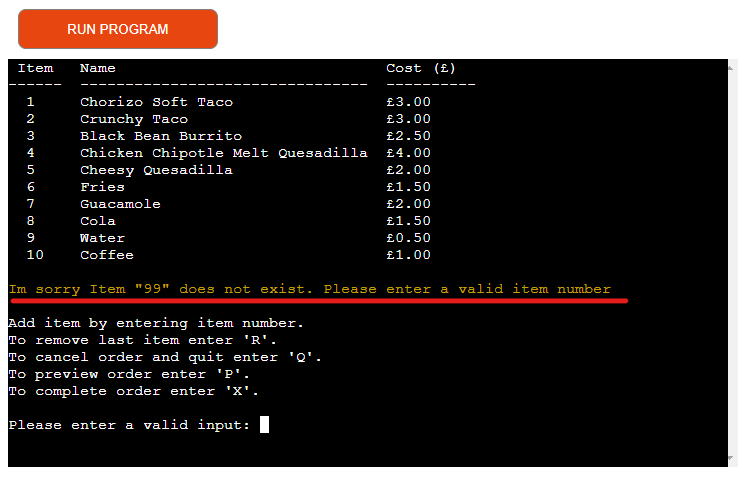 RUN PROGRAM
Item Name Cost (£)
------ -------------------------------- ----------
1 Chorizo Soft Taco £3.00
2 Crunchy Taco £3.00
3 Black Bean Burrito £2.50
4 Chicken Chipotle Melt Quesadilla £4.00
5 Cheesy Quesadilla £2.00
6 Fries £1.50
7 Guacamole £2.00
8 Cola £1.50
9 Water £0.50
10 Coffee £1.00
Im sorry Item "99" does not exist. Please enter a valid item number
Add item by entering item number.
To remove last item enter 'R'.
To cancel order and quit enter 'Q'.
To preview order enter 'P'.
To complete order enter 'X'.
Please enter a valid input: